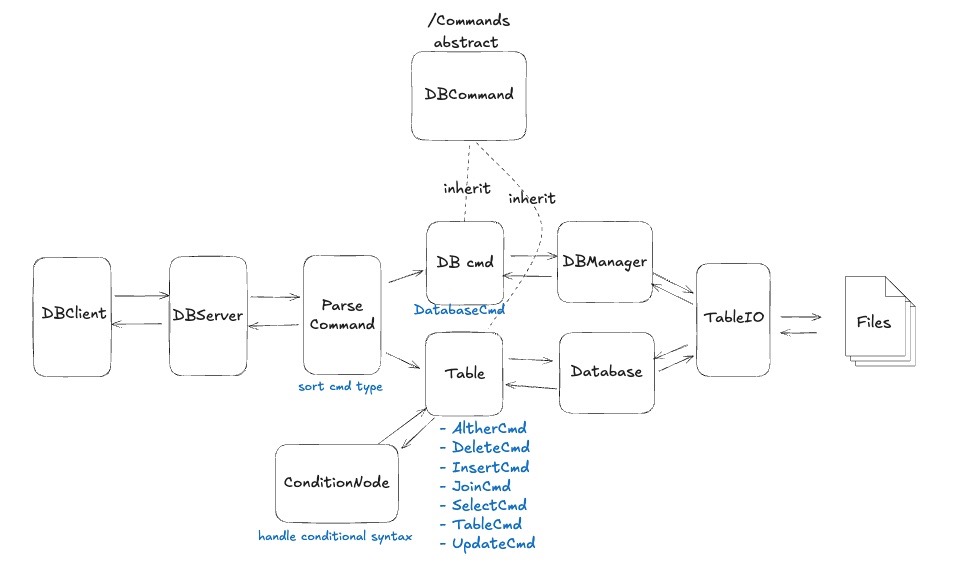 /Commands
abstract
DBCommand
inherit
inherit
DB cmd
DatabaseCmd
DBManager
DBClient
DBServer
Parse
Command
sort cmd type
TableIO
Files
Table
Database
- AltherCmd
- DeleteCmd
- InsertCmd
- JoinCmd
- SelectCmd
- TableCmd
- UpdateCmd
ConditionNode
handle conditional syntax